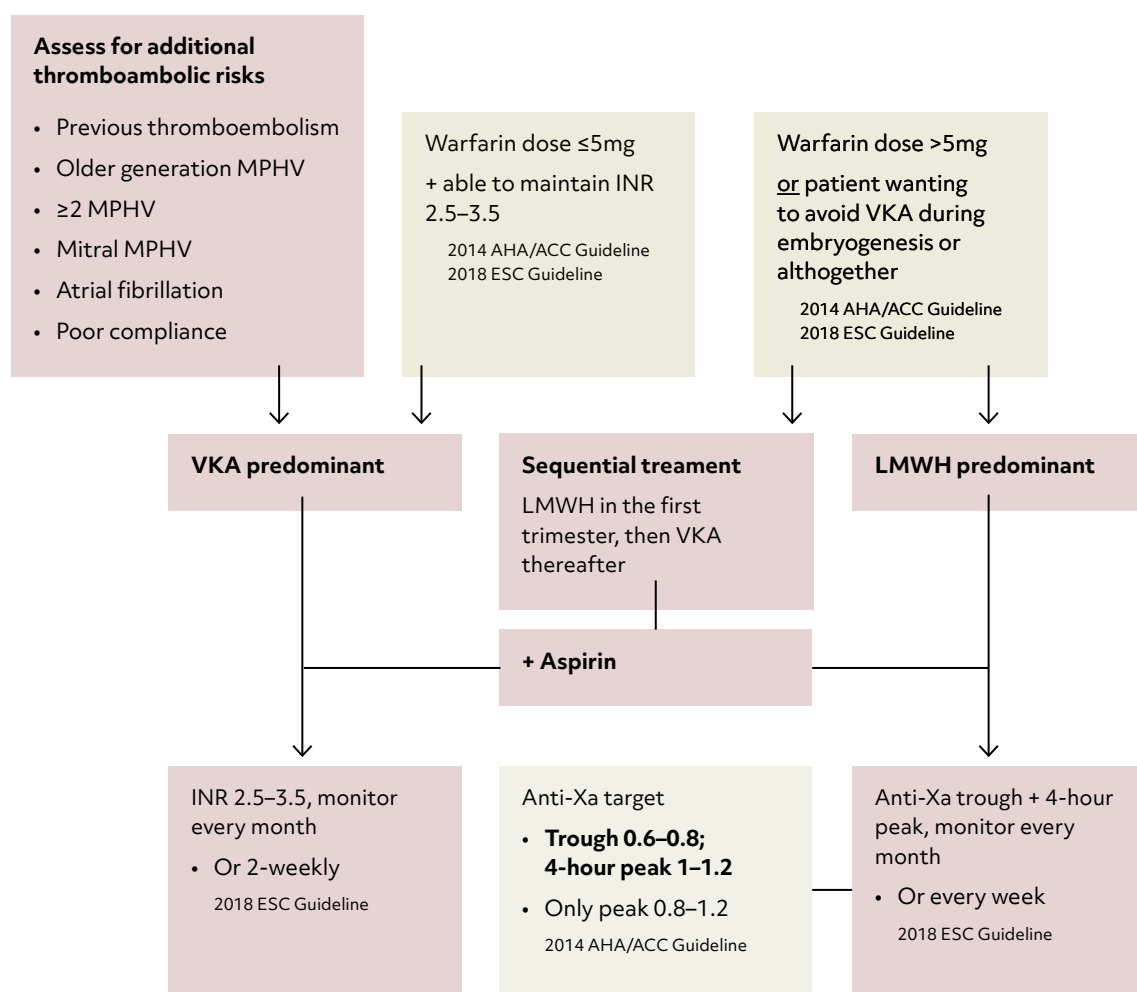 Assess for additional
thromboambolic risks
• Previous thromboembolism
• Older generation MPHV
• ≥2 MPHV
• Mitral MPHV
• Atrial fibrillation
• Poor compliance
Warfarin dose ≤5mg
+ able to maintain INR
2.5–3.5
2014 AHA/ACC Guideline
2018 ESC Guideline
Warfarin dose >5mg
or patient wanting
to avoid VKA during
embryogenesis or
althogether
2014 AHA/ACC Guideline
2018 ESC Guideline
VKA predominant
Sequential treament
LMWH in the first
trimester, then VKA
thereafter
LMWH predominant
+ Aspirin
INR 2.5–3.5, monitor
every month
• Or 2-weekly
2018 ESC Guideline
Anti-Xa target
• Trough 0.6–0.8;
4-hour peak 1–1.2
• Only peak 0.8–1.2
2014 AHA/ACC Guideline
Anti-Xa trough + 4-hour
peak, monitor every
month
• Or every week
2018 ESC Guideline